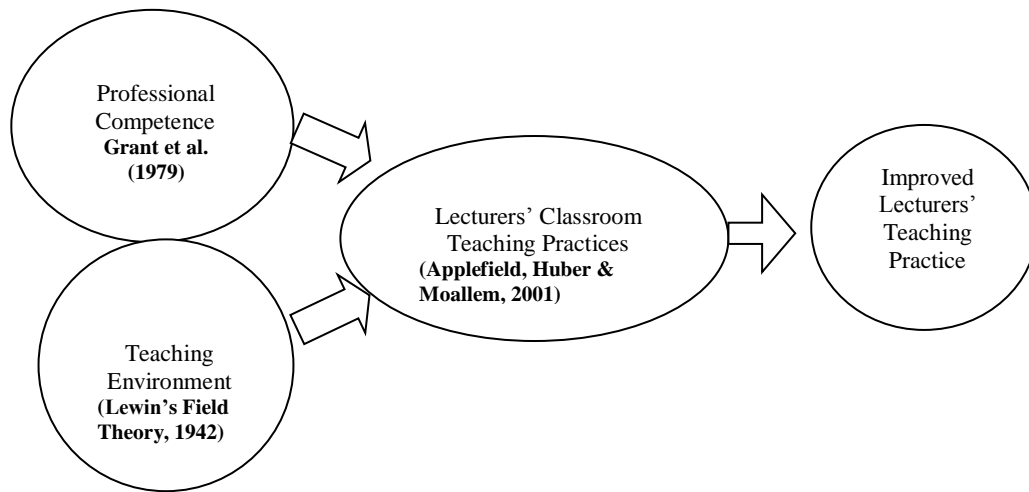 Professional
Competence
Grant et al.
(1979)
Teaching
Environment
(Lewin’s Field
Theory, 1942)
Lecturers’ Classroom
Teaching Practices
(Applefield, Huber &
Moallem, 2001)
Improved
Lecturers’
Teaching
Practice